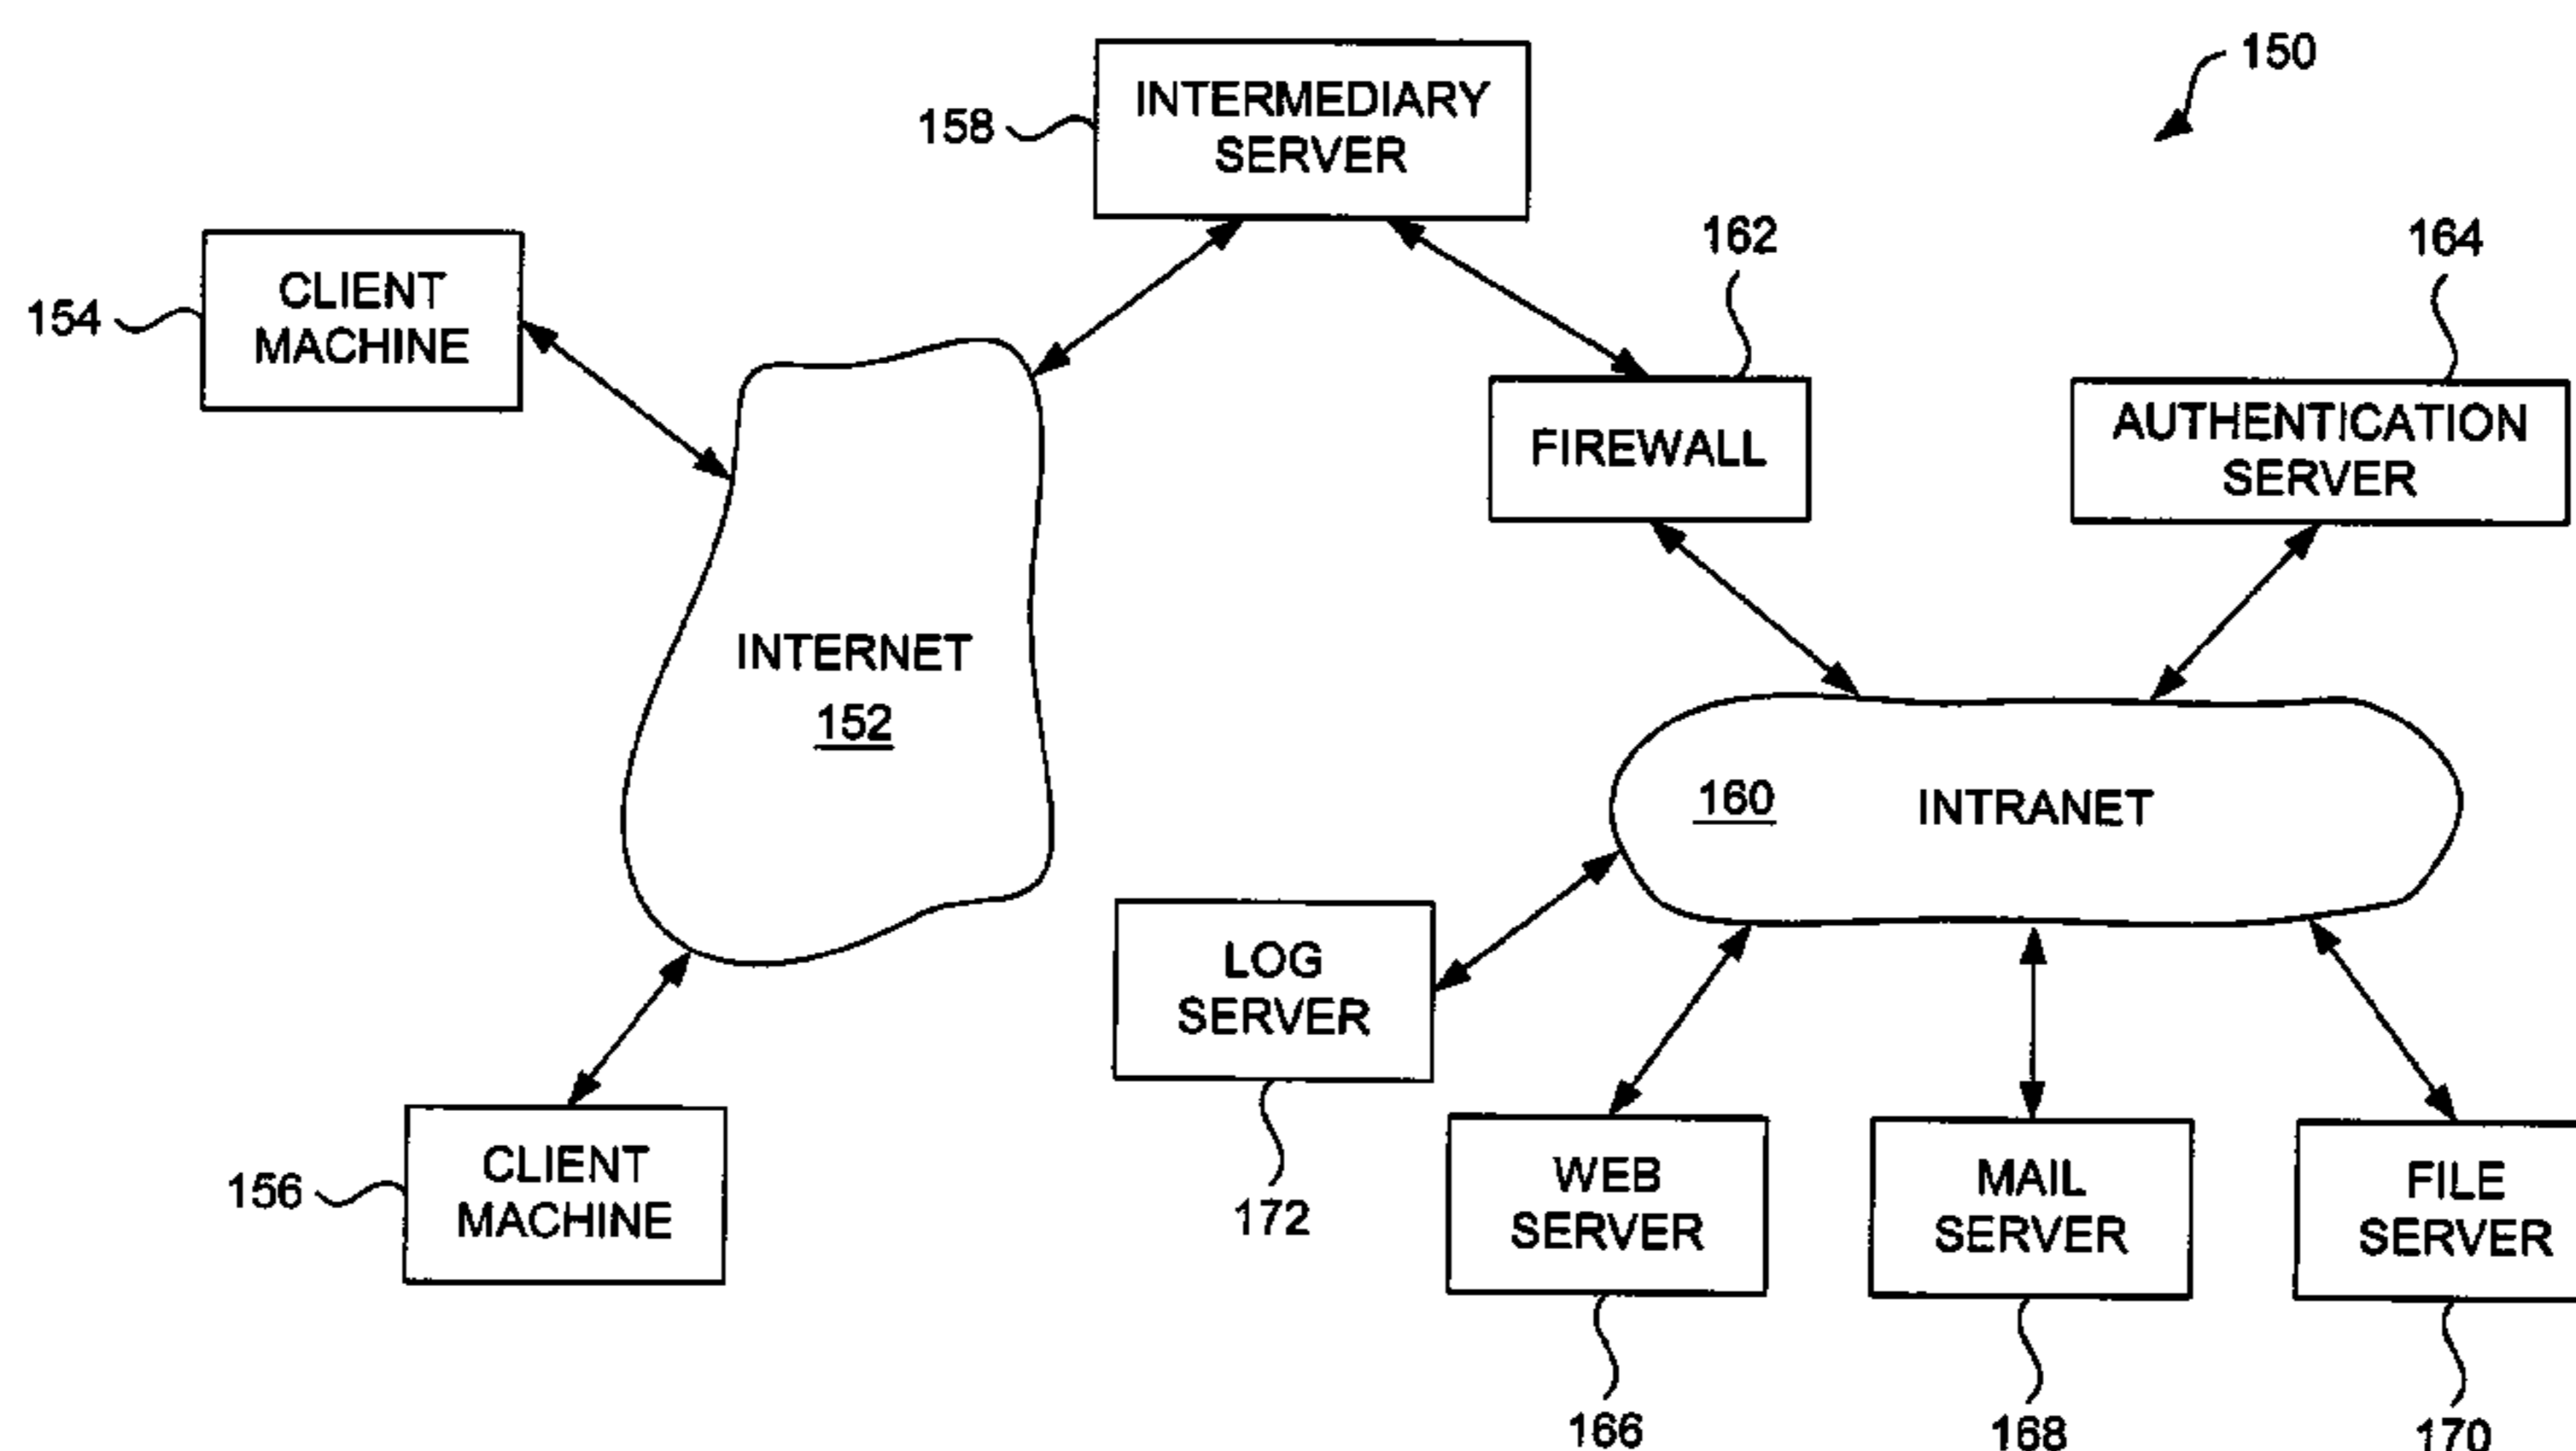 150
INTERMEDIARY
SERVER
158
162
164
CLIENT
MACHINE
154
FIREWALL
AUTHENTICATION
SERVER
INTERNET
152
160
INTRANET
LOG
SERVER
172
CLIENT
MACHINE
156
WEB
SERVER
MAIL
SERVER
FILE
SERVER
166
168
170